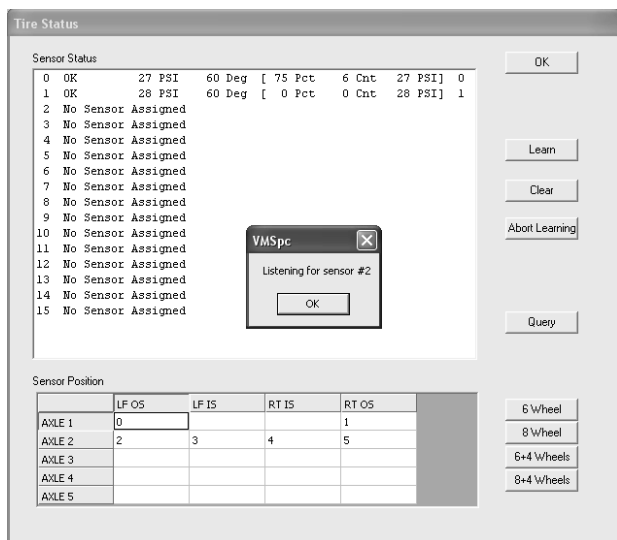 Tire Status
Sensor Status
0 OK 27 PSI 60 Deg [ 75 Pct 6 Cnt 27 PSI] 0
1 OK 28 PSI 60 Deg [ 0 Pct 0 Cnt 28 PSI] 1
2 No Sensor Assigned
3 No Sensor Assigned
4 No Sensor Assigned
5 No Sensor Assigned
6 No Sensor Assigned
7 No Sensor Assigned
8 No Sensor Assigned
9 No Sensor Assigned
10 No Sensor Assigned
11 No Sensor Assigned
12 No Sensor Assigned
13 No Sensor Assigned
14 No Sensor Assigned
15 No Sensor Assigned
VMSpc
Listening for sensor #2
OK
OK
Learn
Clear
Abort Learning
Query
Sensor Position
LF OS LF IS RT IS RT OS
AXLE 1 0 1
AXLE 2 2 3 4 5
AXLE 3
AXLE 4
AXLE 5
6 Wheel
8 Wheel
6+4 Wheels
8+4 Wheels